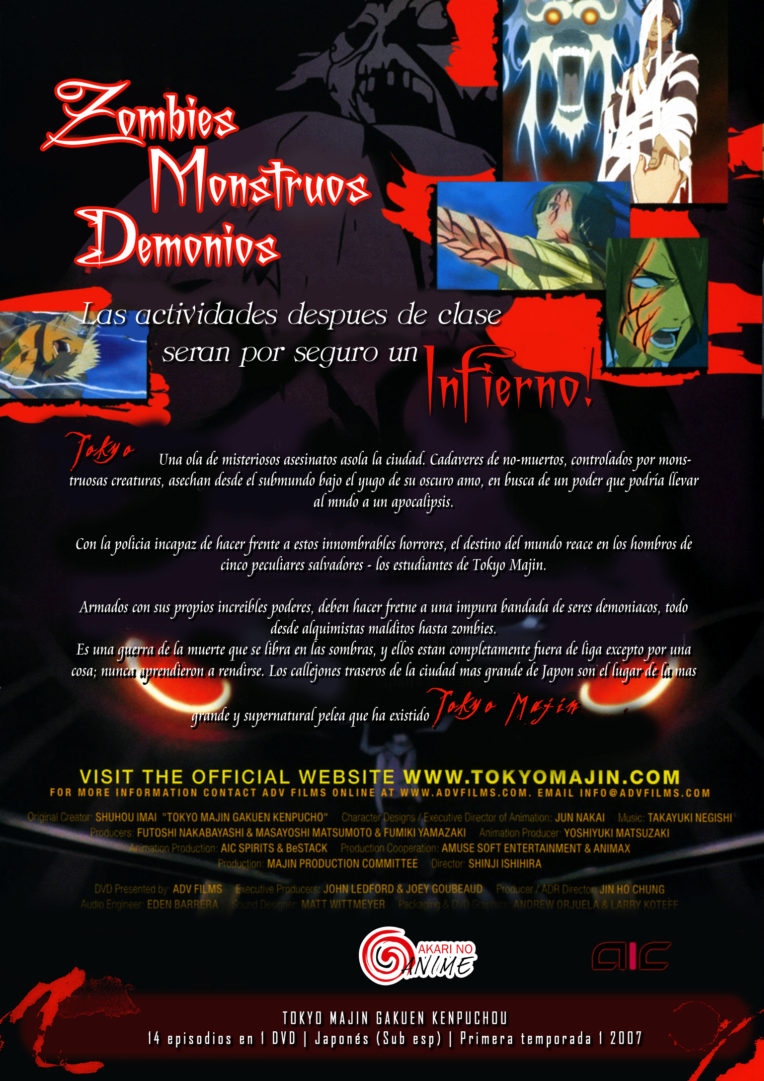 Zombies
Monstruos
Demonios
Las actividades despues de clase
seran por seguro un Infierno!
Tokyo Una ola de misteriosos asesinatos asola la ciudad. Cadaveres de no-muertos, controlados por mons-
truosas creaturas, asechan desde el submundo bajo el yugo de su oscuro amo, en busca de un poder que podría llevar
al mndo a un apocalipsis.
Con la policia incapaz de hacer frente a estos innombrables horrores, el destino del mundo reace en los hombros de
cinco peculiares salvadores - los estudiantes de Tokyo Majin.
Armados con sus propios increibles poderes, deben hacer fretne a una impura bandada de seres demoniacos, todo
desde alquimistas malditos hasta zombies.
Es una guerra de la muerte que se libra en las sombras, y ellos estan completamente fuera de liga excepto por una
cosa; nunca aprendieron a rendirse. Los callejones traseros de la ciudad mas grande de Japon son el lugar de la mas
grande y supernatural pelea que ha existido Tokyo Majin
VISIT THE OFFICIAL WEBSITE WWW.TOKYOMAJIN.COM
FOR MORE INFORMATION CONTACT ADV FILMS ONLINE AT WWW.ADVFILMS.COM. EMAIL INFO@ADVFILMS.COM
Original Creator: SHUHOU IMAI "TOKYO MAJIN GAKUEN KENPUCHO" Character Designs / Executive Director of Animation: JUN NAKAI Music: TAKAYUKI NEGISHI
Producers: FUTOSHI NAKABAYASHI & MASAYOSHI MATSUMOTO & FUMIKI YAMAZAKI Animation Producer: YOSHIYUKI MATSUZAKI
Animation Production: AIC SPIRITS & BeSTACK Production Cooperation: AMUSE SOFT ENTERTAINMENT & ANIMAX
Production: MAJIN PRODUCTION COMMITTEE Director: SHINJI ISHIHIRA
DVD Presented by: ADV FILMS Executive Producers: JOHN LEDFORD & JOEY GOUBEAUD Producer / ADR Director: JIN HO CHUNG
Audio Engineer: EDEN BARRERA Sound Designer: MATT WITTMEYER Packaging & DVD Graphics: ANDREW ORJUELA & LARRY KOTEFF
AKARI NO
ANIME
aic
TOKYO MAJIN GAKUEN KENPUCHOU
14 episodios en 1 DVD | Japonés (Sub esp) | Primera temporada | 2007